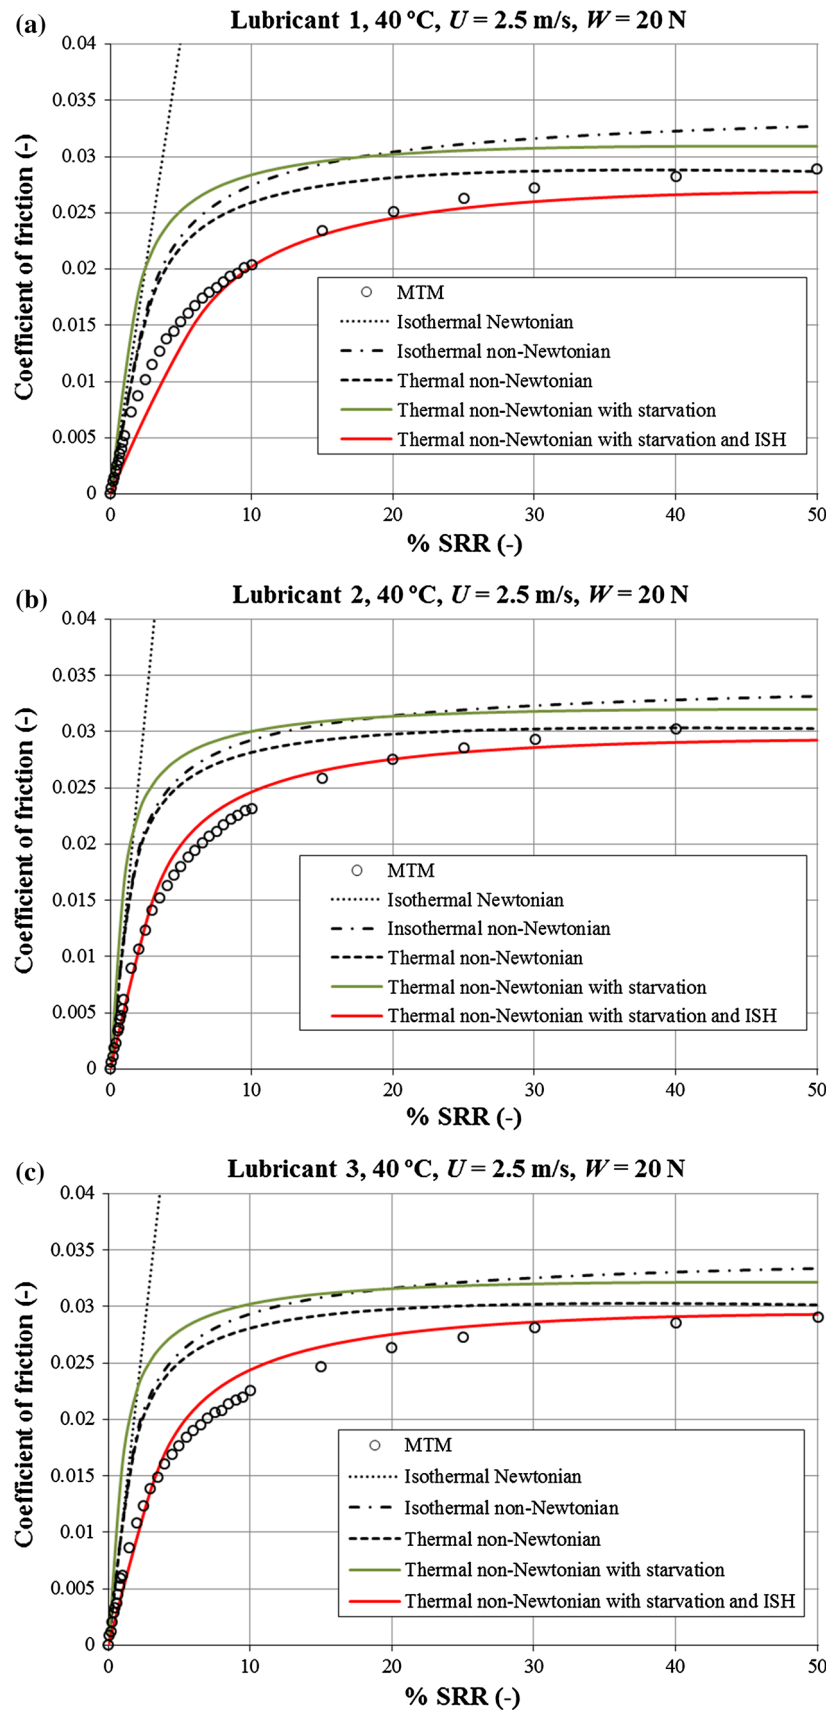 (a)
Lubricant 1, 40 ºC, U = 2.5 m/s, W = 20 N
Coefficient of friction (-)
0.04
0.035
0.03
0.025
0.02
0.015
0.01
0.005
0
MTM
Isothermal Newtonian
Isothermal non-Newtonian
Thermal non-Newtonian
Thermal non-Newtonian with starvation
Thermal non-Newtonian with starvation and ISH
0 10 20 30 40 50
% SRR (-)
(b)
Lubricant 2, 40 ºC, U = 2.5 m/s, W = 20 N
Coefficient of friction (-)
0.04
0.035
0.03
0.025
0.02
0.015
0.01
0.005
0
MTM
Isothermal Newtonian
Insothermal non-Newtonian
Thermal non-Newtonian
Thermal non-Newtonian with starvation
Thermal non-Newtonian with starvation and ISH
0 10 20 30 40 50
% SRR (-)
(c)
Lubricant 3, 40 ºC, U = 2.5 m/s, W = 20 N
Coefficient of friction (-)
0.04
0.035
0.03
0.025
0.02
0.015
0.01
0.005
0
MTM
Isothermal Newtonian
Isothermal non-Newtonian
Thermal non-Newtonian
Thermal non-Newtonian with starvation
Thermal non-Newtonian with starvation and ISH
0 10 20 30 40 50
% SRR (-)